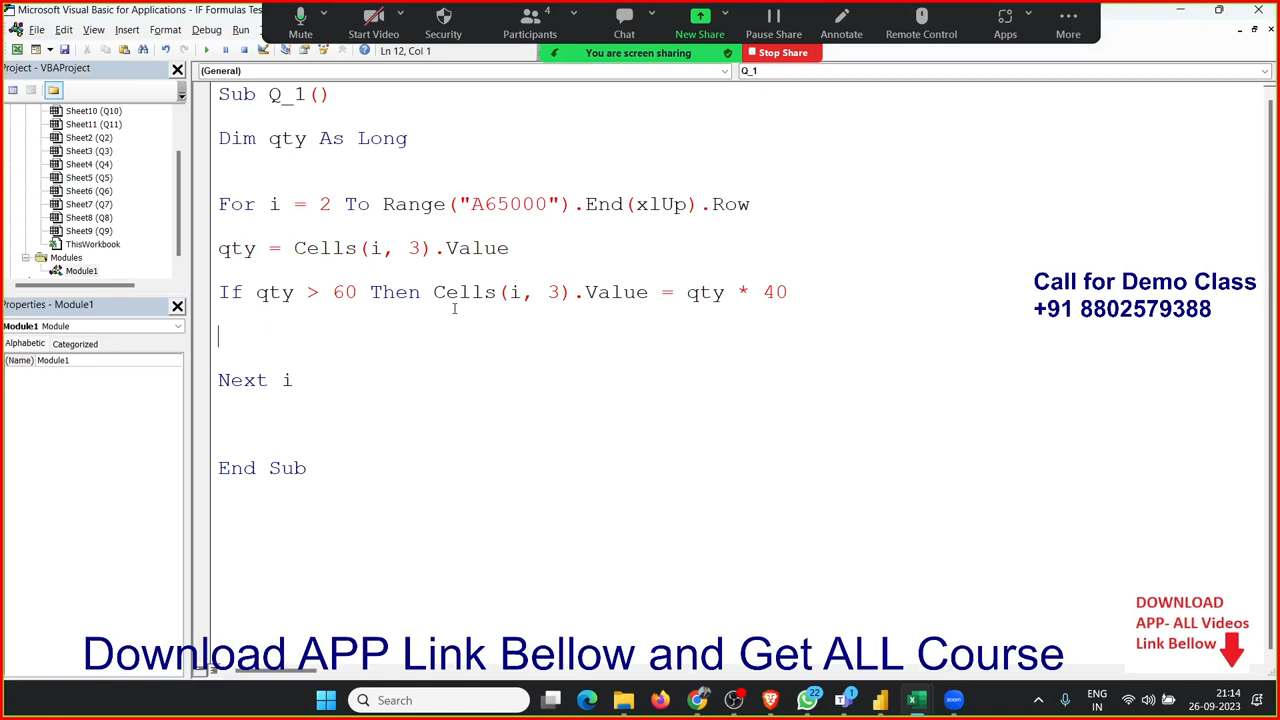 Microsoft Visual Basic for Applications - IF Formulas Tes
File Edit View Insert Format Debug Run
Mute
Start Video
Security
4
Participants
Chat
New Share
Pause Share
Annotate
Remote Control
Apps
More
You are screen sharing
Stop Share
Ln 12, Col 1
Project - VBAProject
(General)
Q_1
Sheet10 (Q10)
Sheet11 (Q11)
Sheet2 (Q2)
Sheet3 (Q3)
Sheet4 (Q4)
Sheet5 (Q5)
Sheet6 (Q6)
Sheet7 (Q7)
Sheet8 (Q8)
Sheet9 (Q9)
ThisWorkbook
Modules
Module1
Properties - Module1
Module1 Module
Alphabetic Categorized
(Name) Module1
Sub Q_1()
Dim qty As Long
For i = 2 To Range("A65000").End(xlUp).Row
qty = Cells(i, 3).Value
If qty > 60 Then Cells(i, 3).Value = qty * 40
Next i
End Sub
Call for Demo Class
+91 8802579388
DOWNLOAD
APP- ALL Videos
Link Bellow
Download APP Link Bellow and Get ALL Course
Search
22
1
zoom
ENG
IN
21:14
26-09-2023